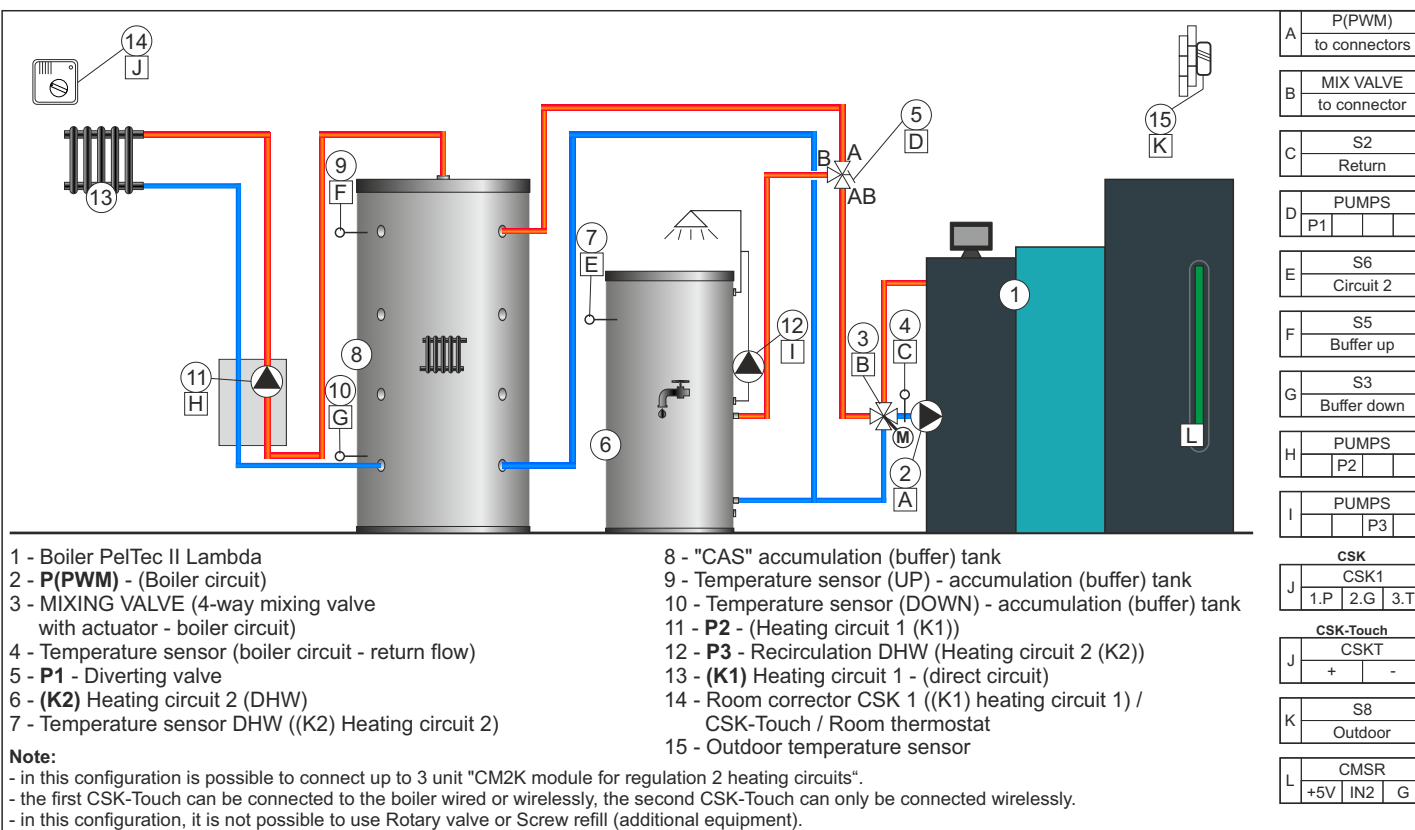 14
J
13
9
F
8
10
G
11
H
7
E
6
12
I
5
D
B
A
AB
3
B
4
C
M
2
A
1
15
K
L
A
P(PWM)
to connectors
B
MIX VALVE
to connector
C
S2
Return
D
PUMPS
P1
E
S6
Circuit 2
F
S5
Buffer up
G
S3
Buffer down
H
PUMPS
P2
I
PUMPS
P3
CSK
J
CSK1
1.P 2.G 3.T
CSK-Touch
J
CSKT
+ -
K
S8
Outdoor
L
CMSR
+5V IN2 G
1 - Boiler PelTec II Lambda
2 - P(PWM) - (Boiler circuit)
3 - MIXING VALVE (4-way mixing valve
with actuator - boiler circuit)
4 - Temperature sensor (boiler circuit - return flow)
5 - P1 - Diverting valve
6 - (K2) Heating circuit 2 (DHW)
7 - Temperature sensor DHW ((K2) Heating circuit 2)
8 - "CAS" accumulation (buffer) tank
9 - Temperature sensor (UP) - accumulation (buffer) tank
10 - Temperature sensor (DOWN) - accumulation (buffer) tank
11 - P2 - (Heating circuit 1 (K1))
12 - P3 - Recirculation DHW (Heating circuit 2 (K2))
13 - (K1) Heating circuit 1 - (direct circuit)
14 - Room corrector CSK 1 ((K1) heating circuit 1) /
CSK-Touch / Room thermostat
15 - Outdoor temperature sensor
Note:
- in this configuration is possible to connect up to 3 unit "CM2K module for regulation 2 heating circuits“.
- the first CSK-Touch can be connected to the boiler wired or wirelessly, the second CSK-Touch can only be connected wirelessly.
- in this configuration, it is not possible to use Rotary valve or Screw refill (additional equipment).